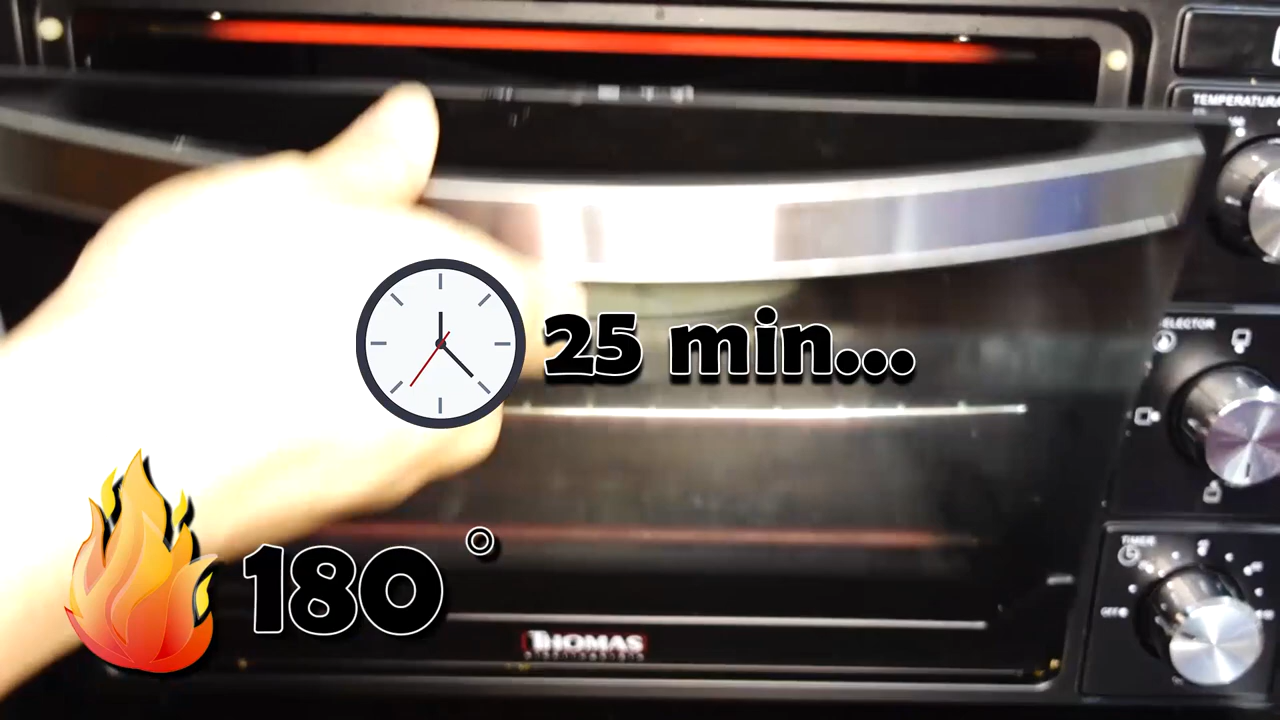 TEMPERATURA
25 min...
SELECTOR
TIMER
OFF
180°
THOMAS